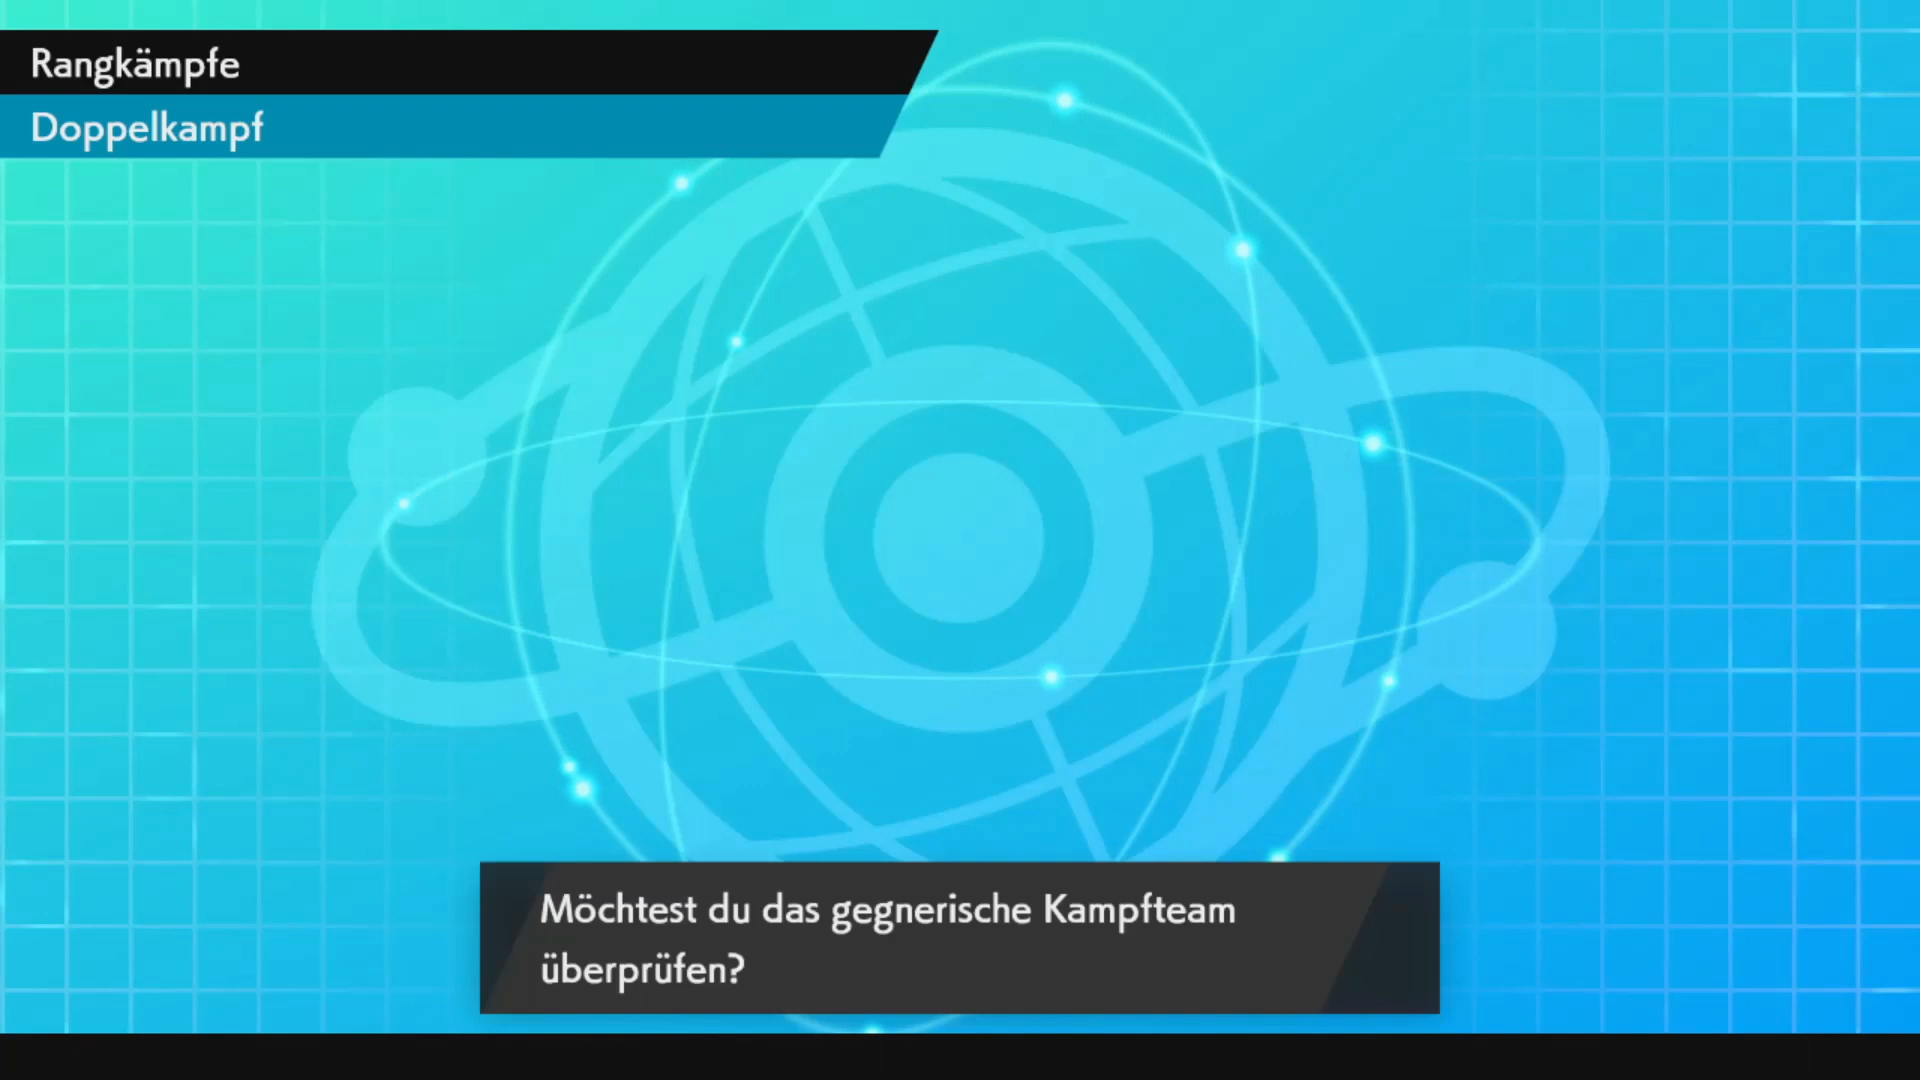 Rangkämpfe
Doppelkampf
Möchtest du das gegnerische Kampfteam
überprüfen?